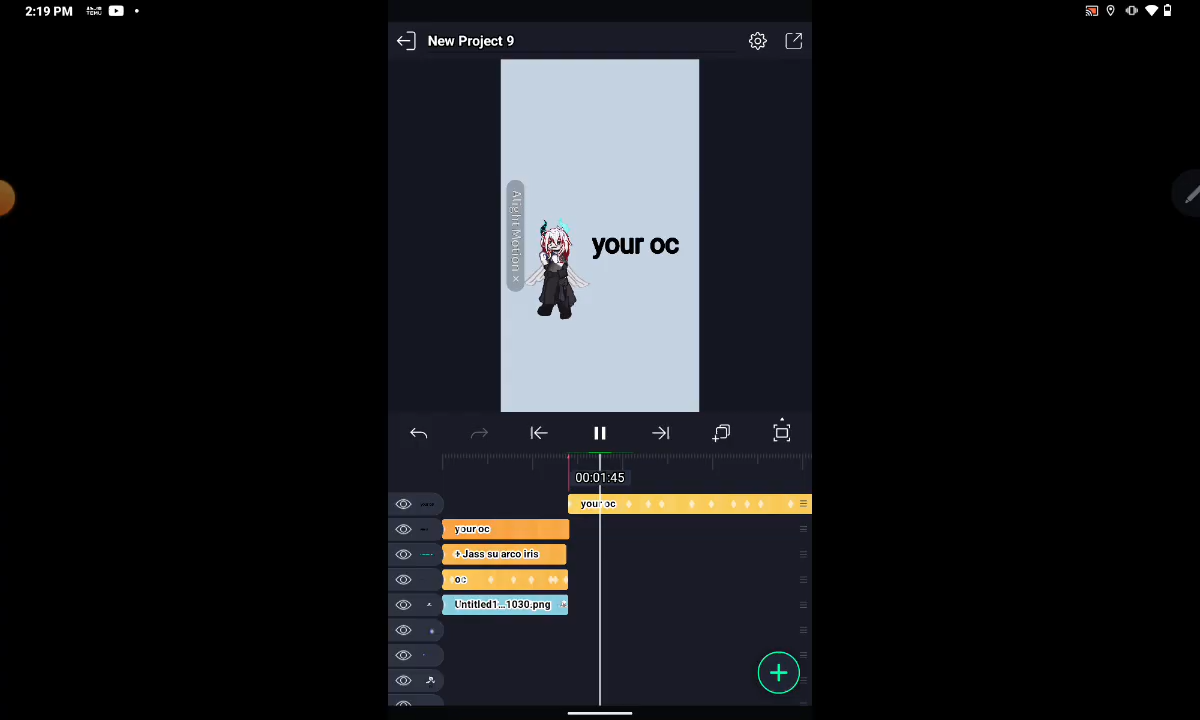 2:19 PM
New Project 9
Alight Motion ×
your oc
00:01:45
your oc
your oc
+ Jass su arco iris
oc
Untitled1...1030.png